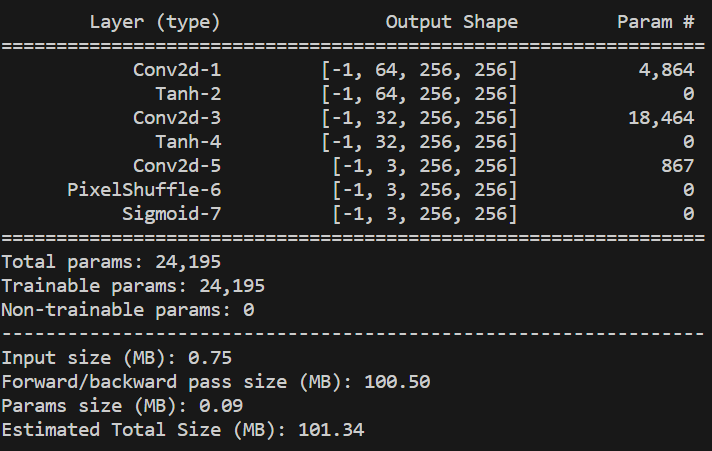 Layer (type) Output Shape Param #
================================================================
Conv2d-1 [-1, 64, 256, 256] 4,864
Tanh-2 [-1, 64, 256, 256] 0
Conv2d-3 [-1, 32, 256, 256] 18,464
Tanh-4 [-1, 32, 256, 256] 0
Conv2d-5 [-1, 3, 256, 256] 867
PixelShuffle-6 [-1, 3, 256, 256] 0
Sigmoid-7 [-1, 3, 256, 256] 0
================================================================
Total params: 24,195
Trainable params: 24,195
Non-trainable params: 0
----------------------------------------------------------------
Input size (MB): 0.75
Forward/backward pass size (MB): 100.50
Params size (MB): 0.09
Estimated Total Size (MB): 101.34